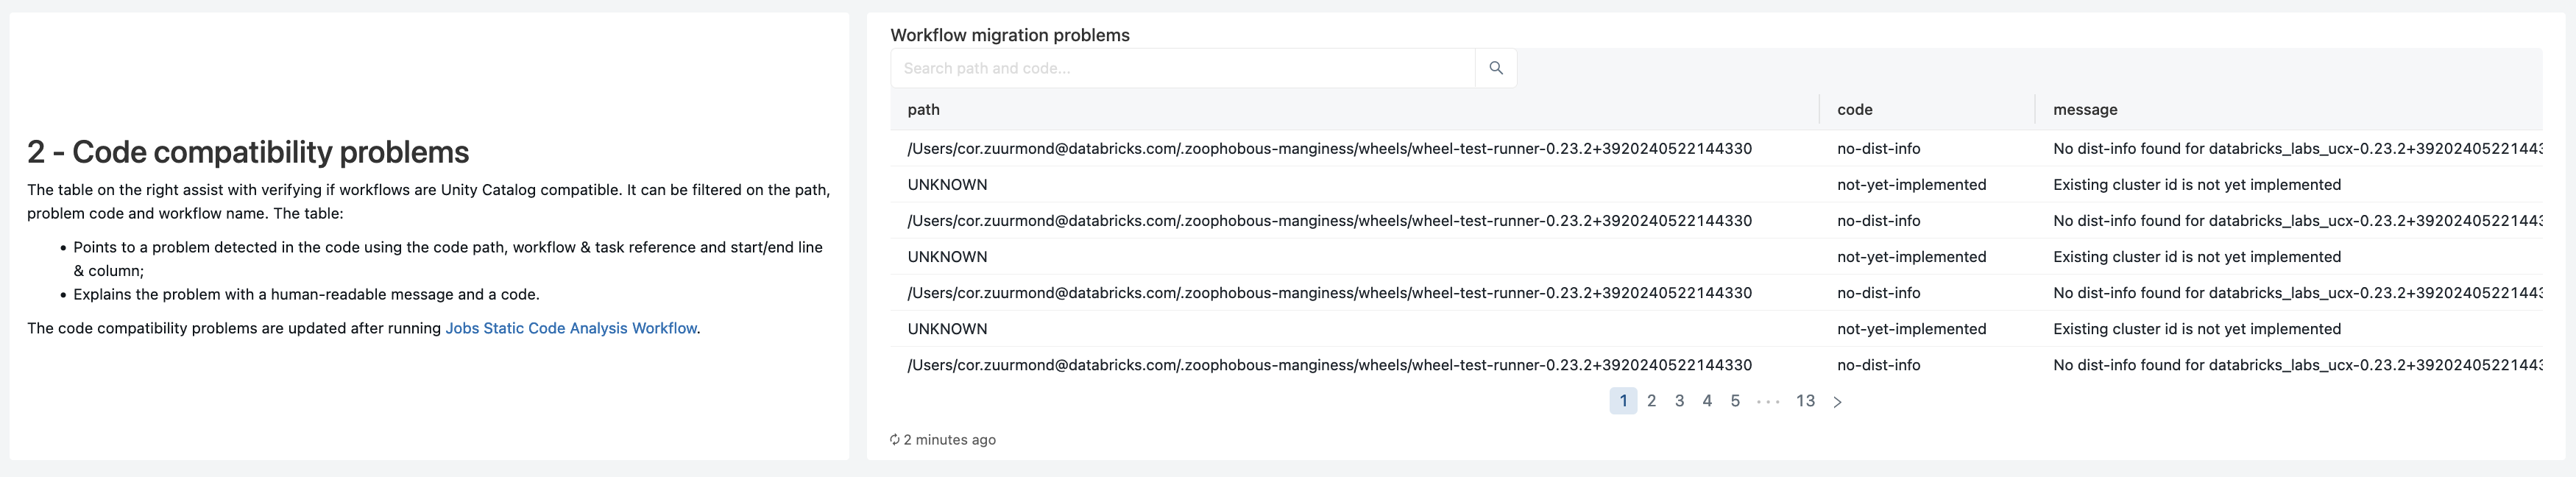 2 - Code compatibility problems
The table on the right assist with verifying if workflows are Unity Catalog compatible. It can be filtered on the path,
problem code and workflow name. The table:
• Points to a problem detected in the code using the code path, workflow & task reference and start/end line
& column;
• Explains the problem with a human-readable message and a code.
The code compatibility problems are updated after running Jobs Static Code Analysis Workflow.
Workflow migration problems
Search path and code...
path code message
/Users/cor.zuurmond@databricks.com/.zoophobous-manginess/wheels/wheel-test-runner-0.23.2+3920240522144330 no-dist-info No dist-info found for databricks_labs_ucx-0.23.2+392024052221443
UNKNOWN not-yet-implemented Existing cluster id is not yet implemented
/Users/cor.zuurmond@databricks.com/.zoophobous-manginess/wheels/wheel-test-runner-0.23.2+3920240522144330 no-dist-info No dist-info found for databricks_labs_ucx-0.23.2+392024052221443
UNKNOWN not-yet-implemented Existing cluster id is not yet implemented
/Users/cor.zuurmond@databricks.com/.zoophobous-manginess/wheels/wheel-test-runner-0.23.2+3920240522144330 no-dist-info No dist-info found for databricks_labs_ucx-0.23.2+392024052221443
UNKNOWN not-yet-implemented Existing cluster id is not yet implemented
/Users/cor.zuurmond@databricks.com/.zoophobous-manginess/wheels/wheel-test-runner-0.23.2+3920240522144330 no-dist-info No dist-info found for databricks_labs_ucx-0.23.2+392024052221443
1 2 3 4 5 ••• 13 >
2 minutes ago